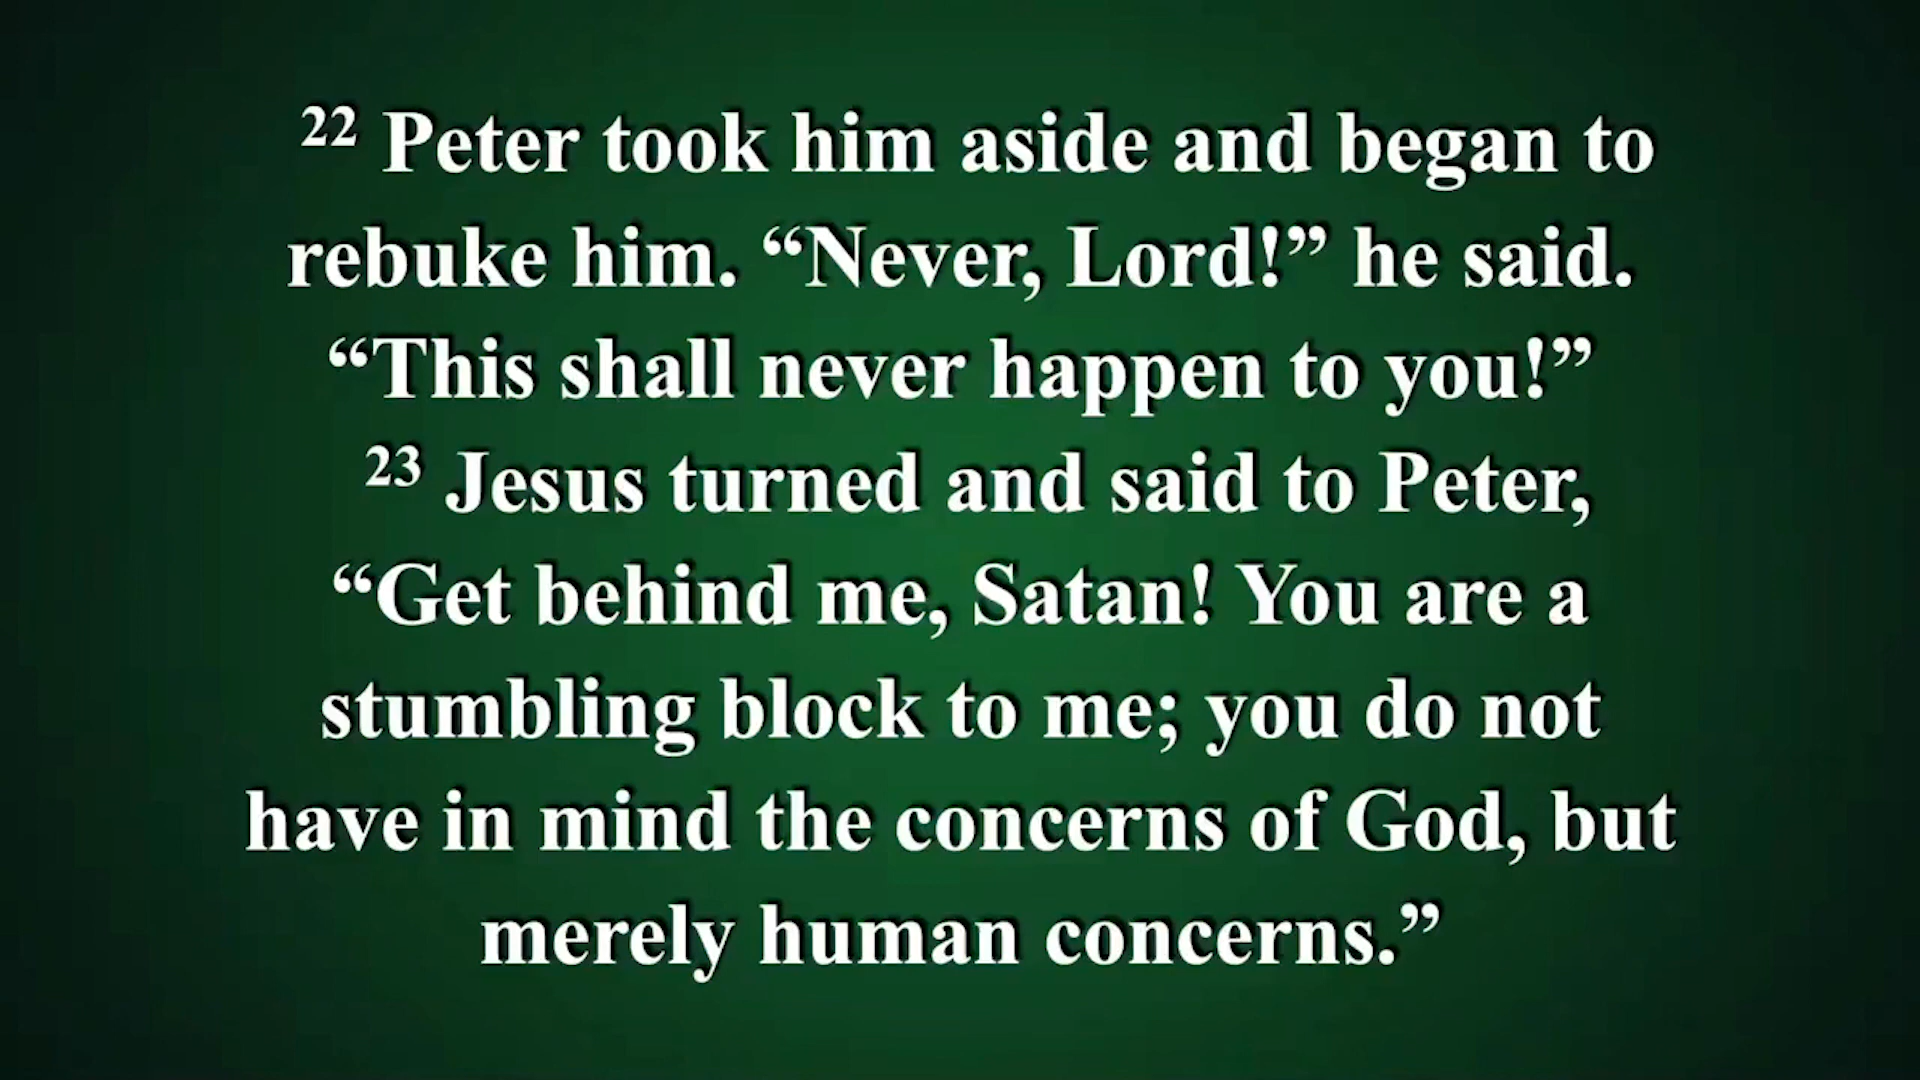 22 Peter took him aside and began to
rebuke him. “Never, Lord!” he said.
“This shall never happen to you!”
23 Jesus turned and said to Peter,
“Get behind me, Satan! You are a
stumbling block to me; you do not
have in mind the concerns of God, but
merely human concerns.”